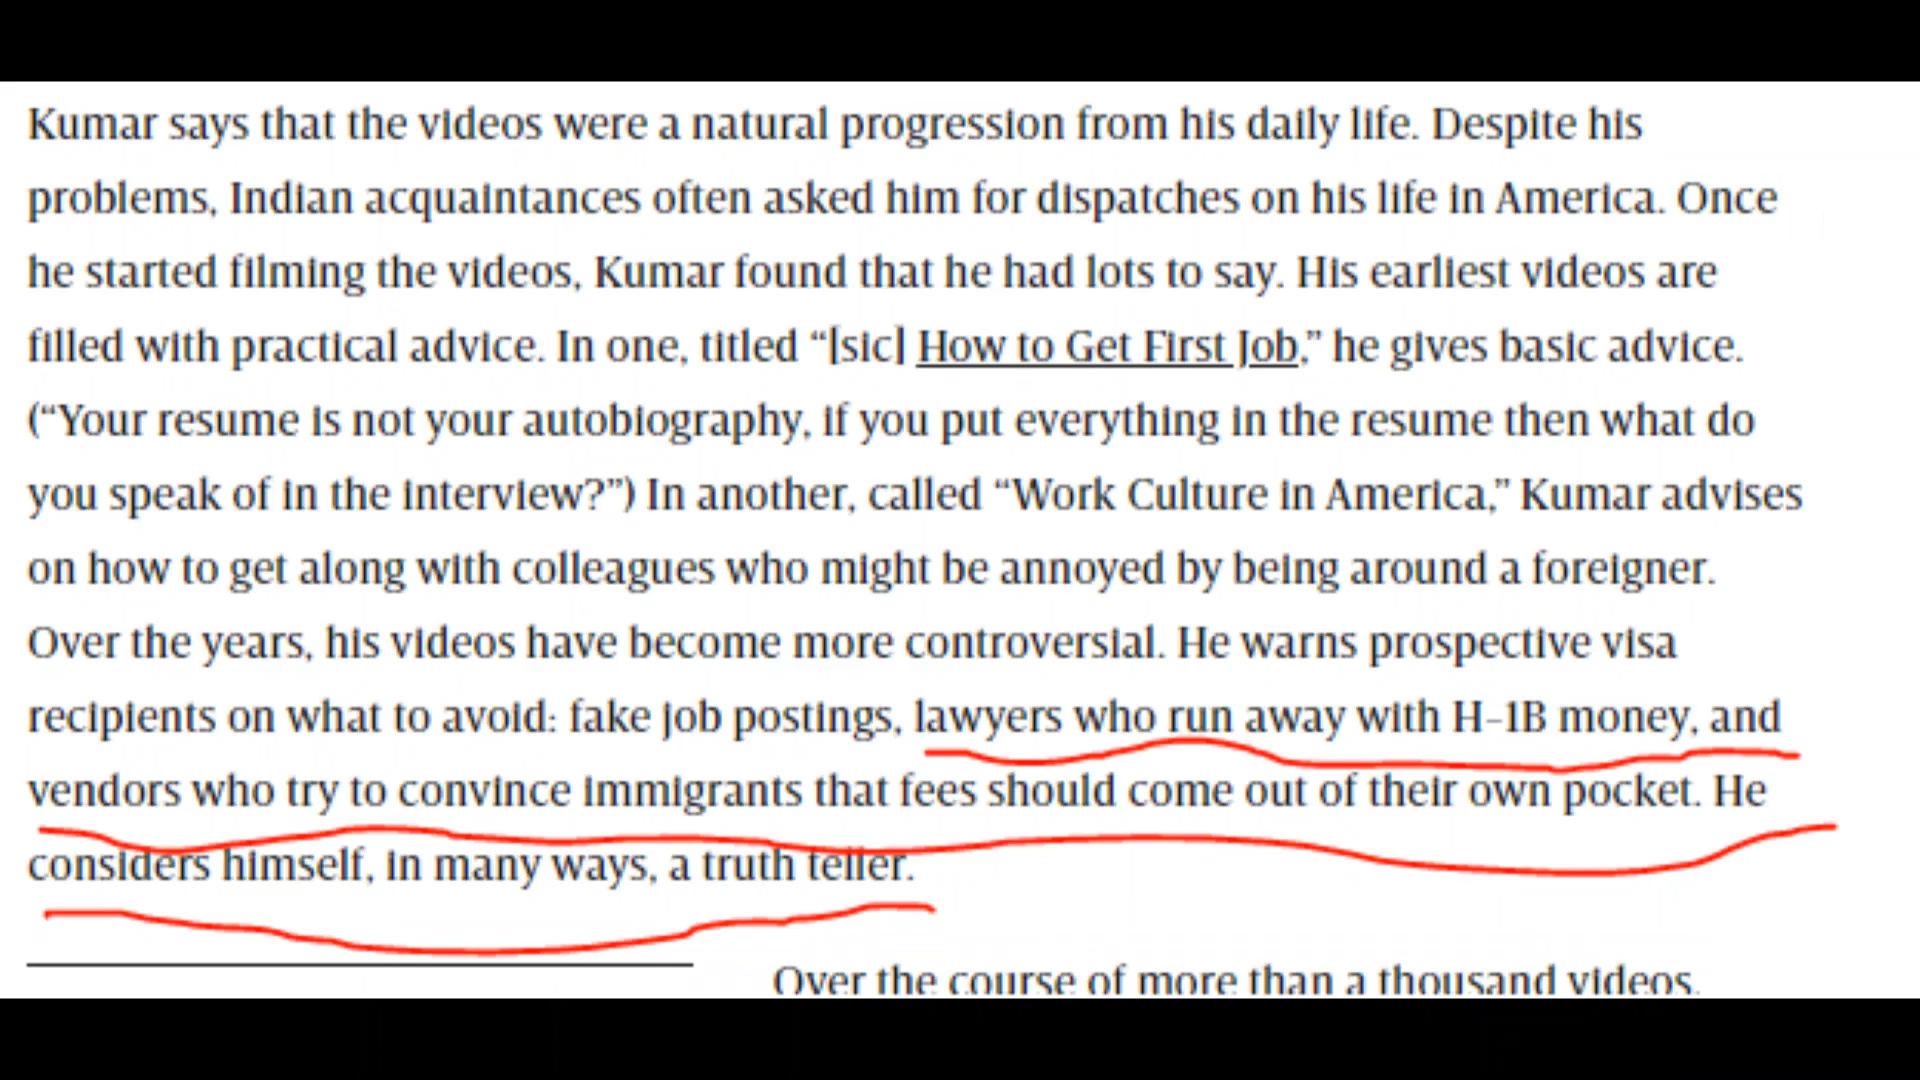 Kumar says that the videos were a natural progression from his daily life. Despite his
problems, Indian acquaintances often asked him for dispatches on his life in America. Once
he started filming the videos, Kumar found that he had lots to say. His earliest videos are
filled with practical advice. In one, titled “[sic] How to Get First Job,” he gives basic advice.
(“Your resume is not your autobiography, if you put everything in the resume then what do
you speak of in the interview?”) In another, called “Work Culture in America,” Kumar advises
on how to get along with colleagues who might be annoyed by being around a foreigner.
Over the years, his videos have become more controversial. He warns prospective visa
recipients on what to avoid: fake job postings, lawyers who run away with H-1B money, and
vendors who try to convince immigrants that fees should come out of their own pocket. He
considers himself, in many ways, a truth teller.
Over the course of more than a thousand videos,